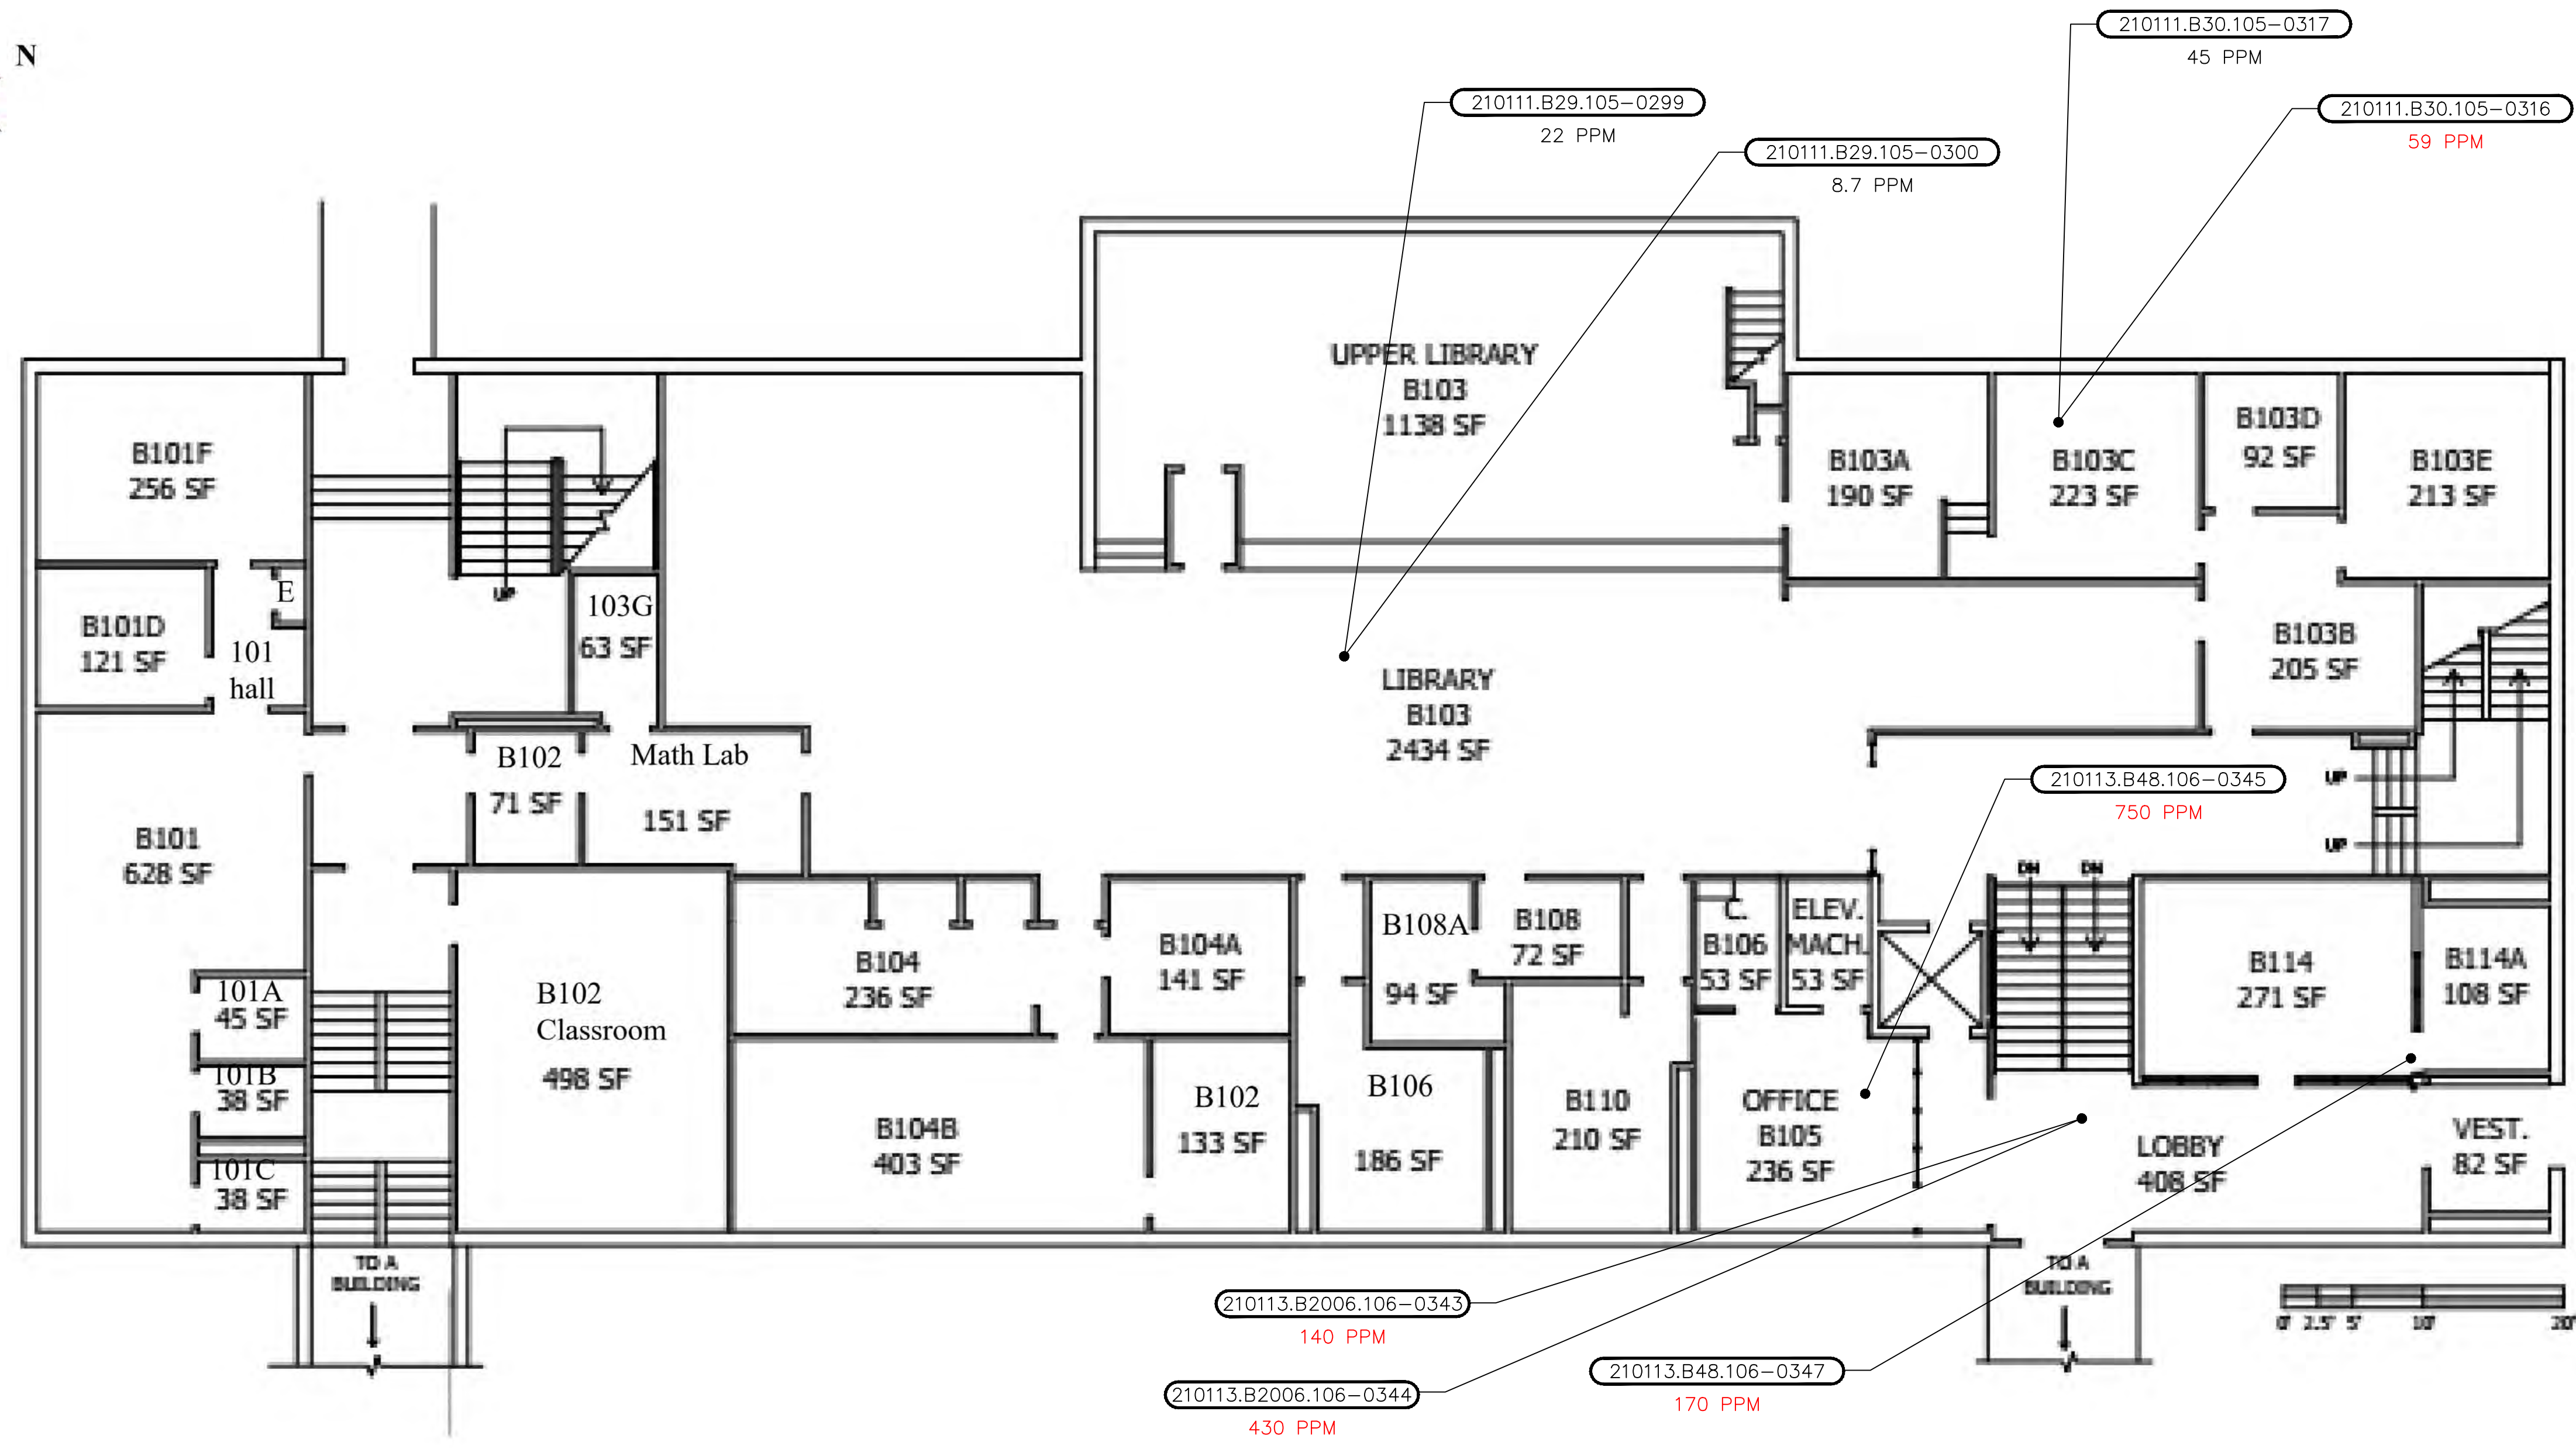 N
210111.B30.105-0317
45 PPM
210111.B29.105-0299
22 PPM
210111.B30.105-0316
59 PPM
210111.B29.105-0300
8.7 PPM
UPPER LIBRARY
B103
1138 SF
B101F
256 SF
B103A
190 SF
B103C
223 SF
B103D
92 SF
B103E
213 SF
UP
E
B101D
121 SF
101
hall
103G
63 SF
B103B
205 SF
LIBRARY
B103
2434 SF
B102
71 SF
Math Lab
151 SF
210113.B48.106-0345
750 PPM
UP
UP
B101
628 SF
DN
DN
B104
236 SF
B104A
141 SF
B108A
94 SF
B108
72 SF
C.
B106
53 SF
ELEV.
MACH.
53 SF
B114
271 SF
B114A
108 SF
101A
45 SF
B102
Classroom
498 SF
101B
38 SF
101C
38 SF
B104B
403 SF
B102
133 SF
B106
186 SF
B110
210 SF
OFFICE
B105
236 SF
LOBBY
408 SF
VEST.
82 SF
TO A
BUILDING
TO A
BUILDING
210113.B2006.106-0343
140 PPM
0' 2.5' 5' 10' 20'
210113.B48.106-0347
170 PPM
210113.B2006.106-0344
430 PPM